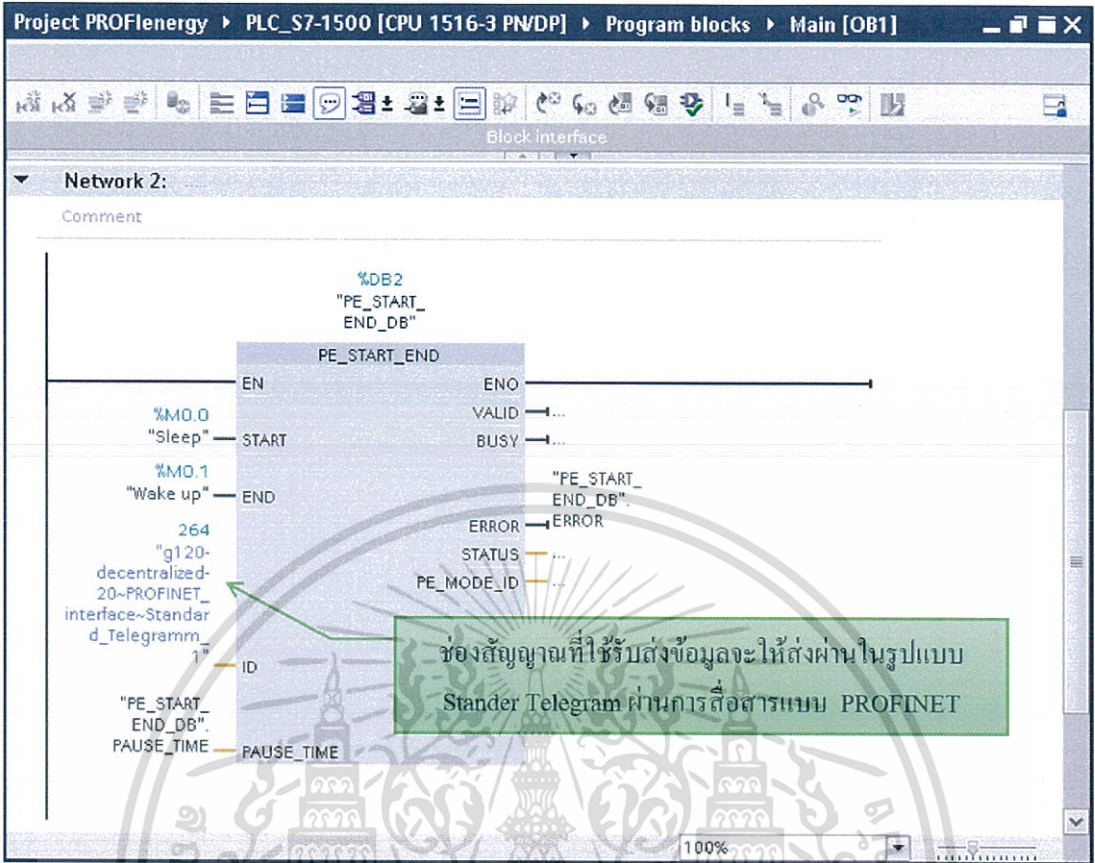 Project PROFIenergy ▸ PLC_S7-1500 [CPU 1516-3 PN/DP] ▸ Program blocks ▸ Main [OB1]
Block interface
Network 2: .....
Comment
%DB2
"PE_START_
END_DB"
PE_START_END
EN
ENO
%M0.0
"Sleep"
START
VALID
...
BUSY
...
%M0.1
"Wake up"
END
"PE_START_
END_DB".
ERROR
ERROR
264
"g120-
decentralized-
20~PROFINET_
interface~Standar
d_Telegramm_
1"
ID
STATUS
...
PE_MODE_ID
...
ช่องสัญญาณที่ใช้รับส่งข้อมูลจะให้ส่งผ่านในรูปแบบ
Stander Telegram ผ่านการสื่อสารแบบ PROFINET
"PE_START_
END_DB".
PAUSE_TIME
PAUSE_TIME
100%